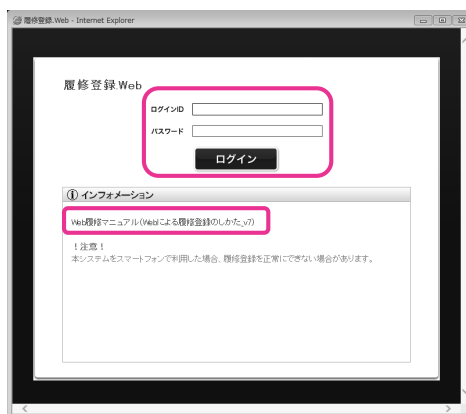 履修登録.Web - Internet Explorer
履修登録.Web
ログインID
パスワード
ログイン
インフォメーション
Web履修マニュアル(Webによる履修登録のしかた_v7)
！注意！
本システムをスマートフォンで利用した場合、履修登録を正常にできない場合があります。